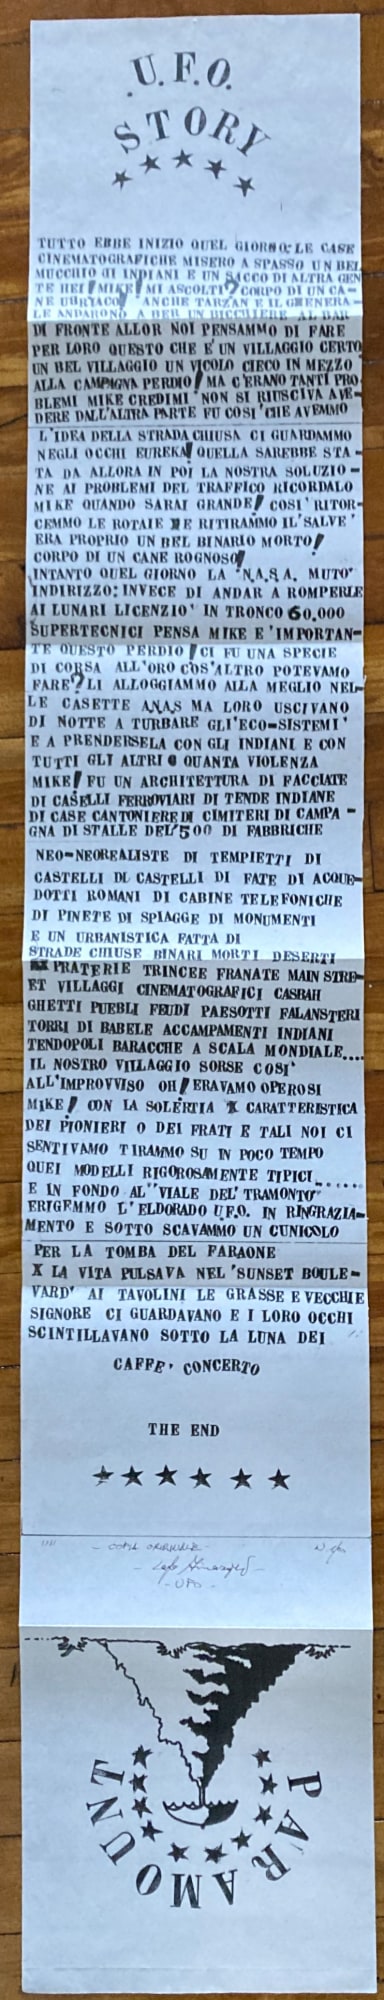 .U.F.O.
STORY
TUTTO EBBE INIZIO QUEL GIORNO: LE CASE
CINEMATOGRAFICHE MISERO A SPASSO UN BEL
MUCCHIO DI INDIANI E UN SACCO DI ALTRA GEN
TE HEI! MIKE! MI ASCOLTI? CORPO DI UN CA-
NE UBRIACO! ANCHE TARZAN E IL GHENERA-
LE ANDARONO A BER UN BICCHIERE AL BAR
DI FRONTE ALLOR NOI PENSAMMO DI FARE
PER LORO QUESTO CHE E' UN VILLAGGIO CERTO
UN BEL VILLAGGIO UN VICOLO CIECO IN MEZZO
ALLA CAMPAGNA PERDIO! MA C'ERANO TANTI PRO
BLEMI MIKE CREDIMI NON SI RIUSCIVA A VE-
DERE DALL'ALTRA PARTE FU COSI' CHE AVEMMO
L'IDEA DELLA STRADA CHIUSA CI GUARDAMMO
NEGLI OCCHI EUREKA! QUELLA SAREBBE STA-
TA DA ALLORA IN POI LA NOSTRA SOLUZIO-
NE AI PROBLEMI DEL TRAFFICO RICORDALO
MIKE QUANDO SARAI GRANDE! COSI' RITOR-
CEMMO LE ROTAIE E RITIRAMMO IL 'SALVE'
ERA PROPRIO UN BEL BINARIO MORTO!
CORPO DI UN CANE ROGNOSO!
INTANTO QUEL GIORNO LA "N.A.S.A. MUTO'
INDIRIZZO: INVECE DI ANDAR A ROMPERLE
AI LUNARI LICENZIO' IN TRONCO 60.000
SUPERTECNICI PENSA MIKE E' IMPORTAN-
TE QUESTO PERDIO! CI FU UNA SPECIE
DI CORSA ALL'ORO COS'ALTRO POTEVAMO
FARE? LI ALLOGGIAMMO ALLA MEGLIO NEL-
LE CASETTE ANAS MA LORO USCIVANO
DI NOTTE A TURBARE GLI 'ECO-SISTEMI'
E A PRENDERSELA CON GLI INDIANI E CON
TUTTI GLI ALTRI O QUANTA VIOLENZA
MIKE! FU UN ARCHITETTURA DI FACCIATE
DI CASELLI FERROVIARI DI TENDE INDIANE
DI CASE CANTONIERE DI CIMITERI DI CAMPA-
GNA DI STALLE DEL '500 DI FABBRICHE
NEO-NEOREALISTE DI TEMPIETTI DI
CASTELLI DI CASTELLI DI FATE DI ACQUE-
DOTTI ROMANI DI CABINE TELEFONICHE
DI PINETE DI SPIAGGE DI MONUMENTI
E UN URBANISTICA FATTA DI
STRADE CHIUSE BINARI MORTI DESERTI
PRATERIE TRINCEE FRANATE MAIN STRE-
ET VILLAGGI CINEMATOGRAFICI CASBAH
GHETTI PUEBLI FEUDI PAESOTTI FALANSTERI
TORRI DI BABELE ACCAMPAMENTI INDIANI
TENDOPOLI BARACCHE A SCALA MONDIALE....
IL NOSTRO VILLAGGIO SORSE COSI'
ALL'IMPROVVISO OH! ERAVAMO OPEROSI
MIKE! CON LA SOLERTIA X CARATTERISTICA
DEI PIONIERI O DEI FRATI E TALI NOI CI
SENTIVAMO TIRAMMO SU IN POCO TEMPO
QUEI MODELLI RIGOROSAMENTE TIPICI......
E IN FONDO AL "VIALE DEL TRAMONTO"
ERIGEMMO L'ELDORADO U.F.O. IN RINGRAZIA-
MENTO E SOTTO SCAVAMMO UN CUNICOLO
PER LA TOMBA DEL FARAONE
X LA VITA PULSAVA NEL 'SUNSET BOULE-
VARD' AI TAVOLINI LE GRASSE E VECCHIE
SIGNORE CI GUARDAVANO E I LORO OCCHI
SCINTILLAVANO SOTTO LA LUNA DEI
CAFFE' CONCERTO
THE END
- COPIA ORIGINALE -
- UFO -
PARAMOUNT